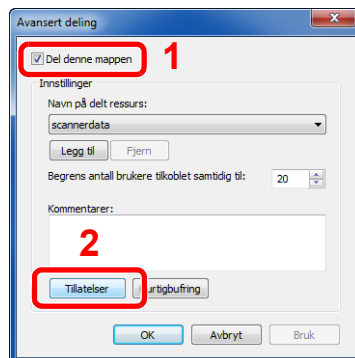 Avansert deling
Del denne mappen
1
Innstillinger
Navn på delt ressurs:
scannerdata
Legg til Fjern
Begrens antall brukere tilkoblet samtidig til: 20
Kommentarer:
2
Tillatelser urtigbufring
OK Avbryt Bruk